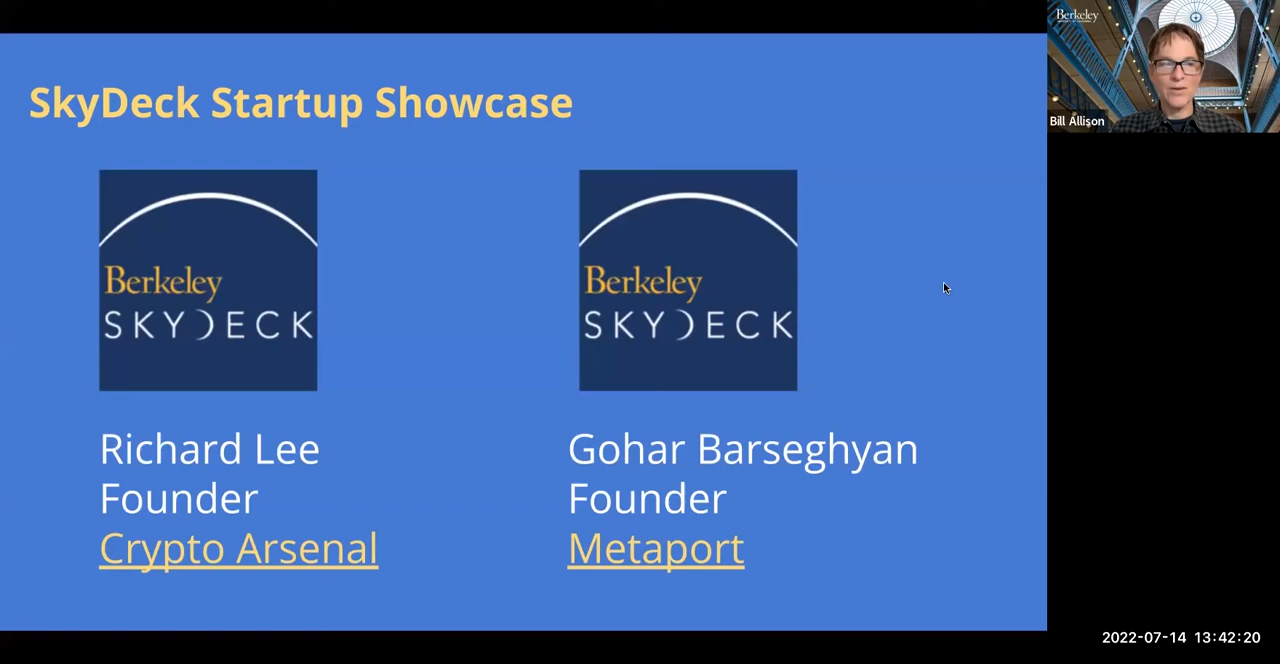 SkyDeck Startup Showcase
Berkeley
SKYDECK
Berkeley
SKYDECK
Richard Lee
Founder
Crypto Arsenal
Gohar Barseghyan
Founder
Metaport
Berkeley
Bill Allison
2022-07-14 13:42:20